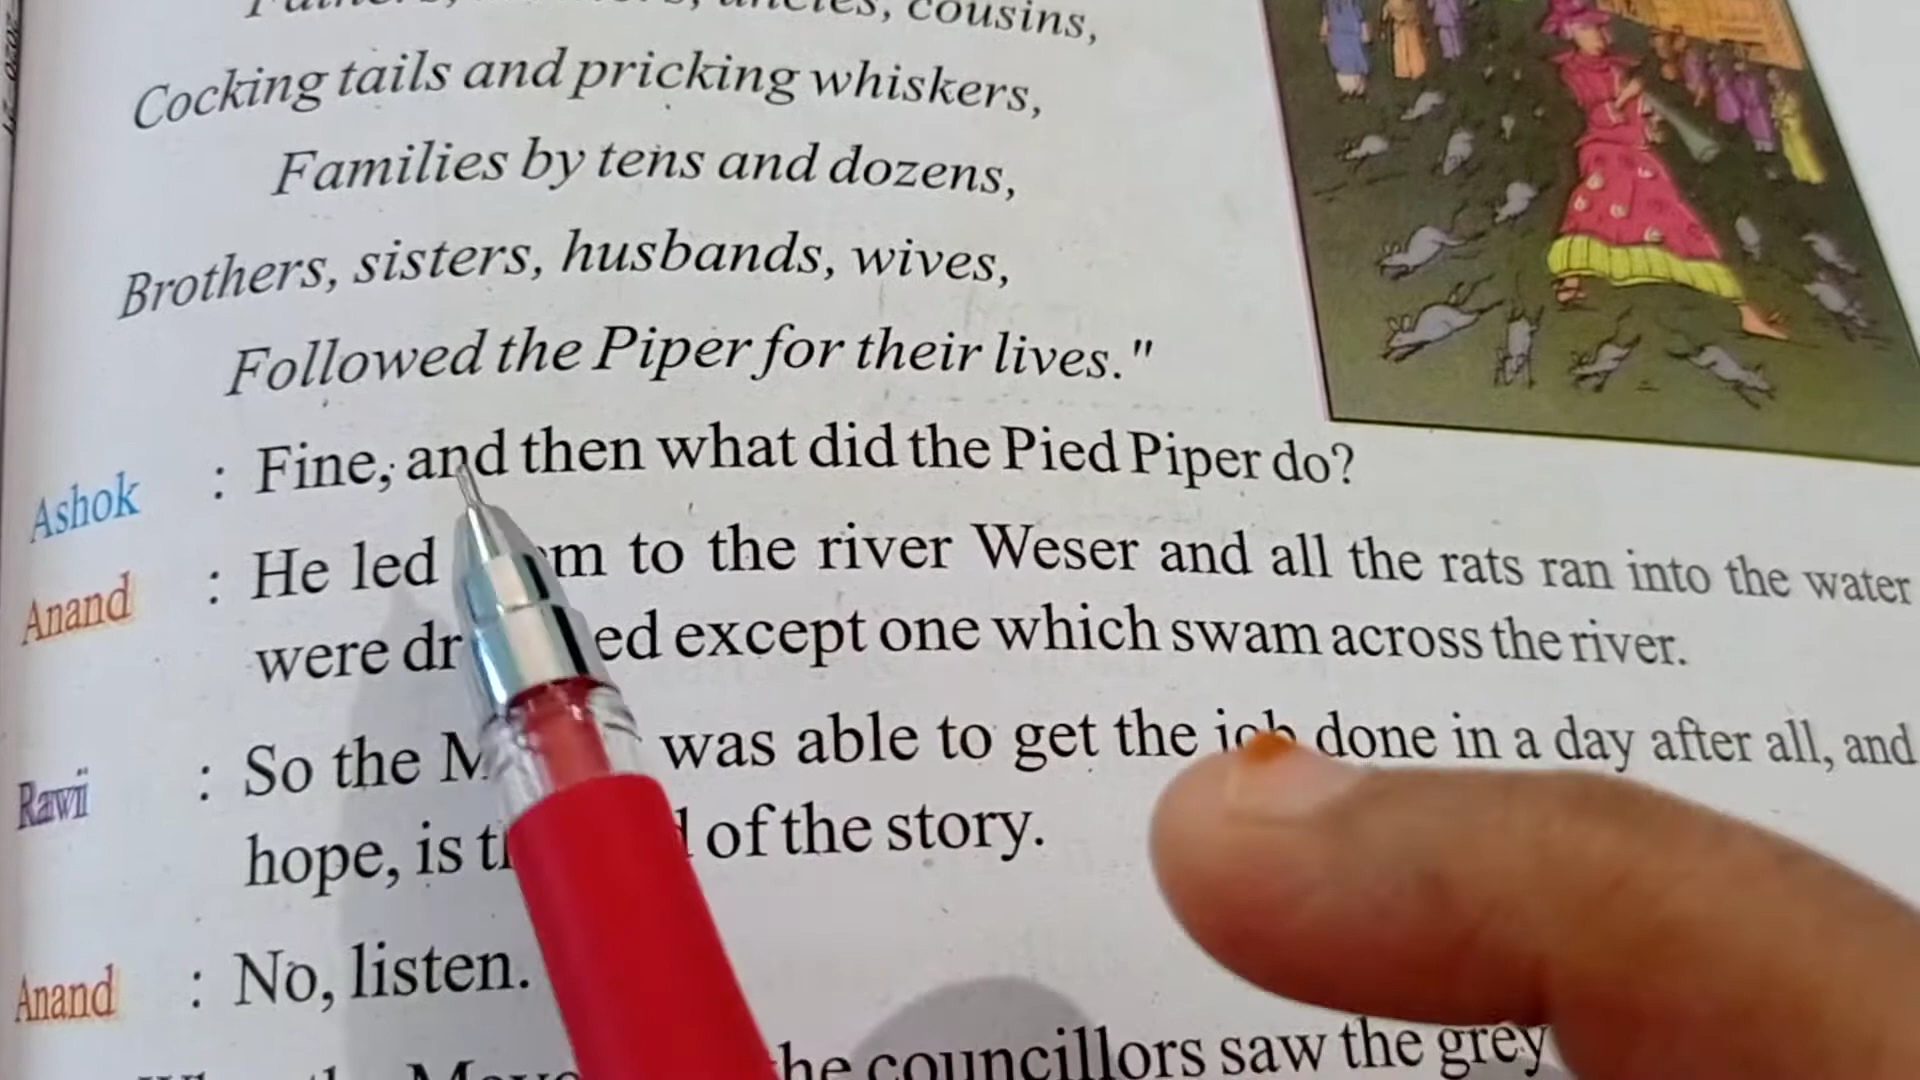 cousins,
Cocking tails and pricking whiskers,
Families by tens and dozens,
Brothers, sisters, husbands, wives,
Followed the Piper for their lives."
Ashok : Fine, and then what did the Pied Piper do?
Anand : He led to the river Weser and all the rats ran into the water
were except one which swam across the river.
Rawii : So the was able to get the job done in a day after all, and
hope, is of the story.
Anand : No, listen.
councillors saw the grey